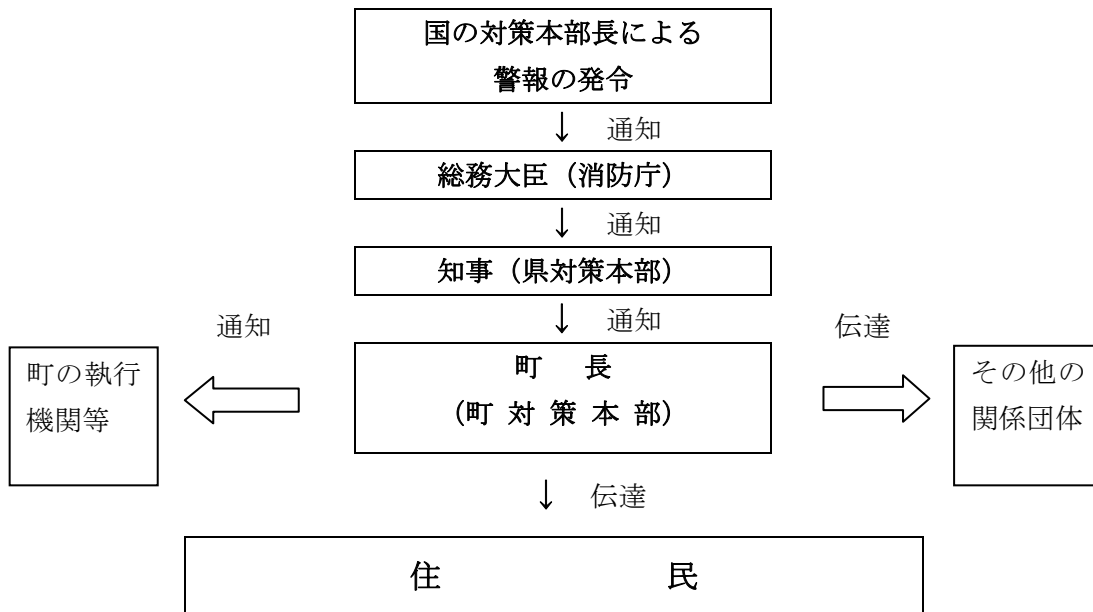 国の対策本部長による
警報の発令
↓ 通知
総務大臣（消防庁）
↓ 通知
知事（県対策本部）
↓ 通知
通知
伝達
町の執行
機関等
町 長
（町 対 策 本 部）
その他の
関係団体
↓ 伝達
住 民